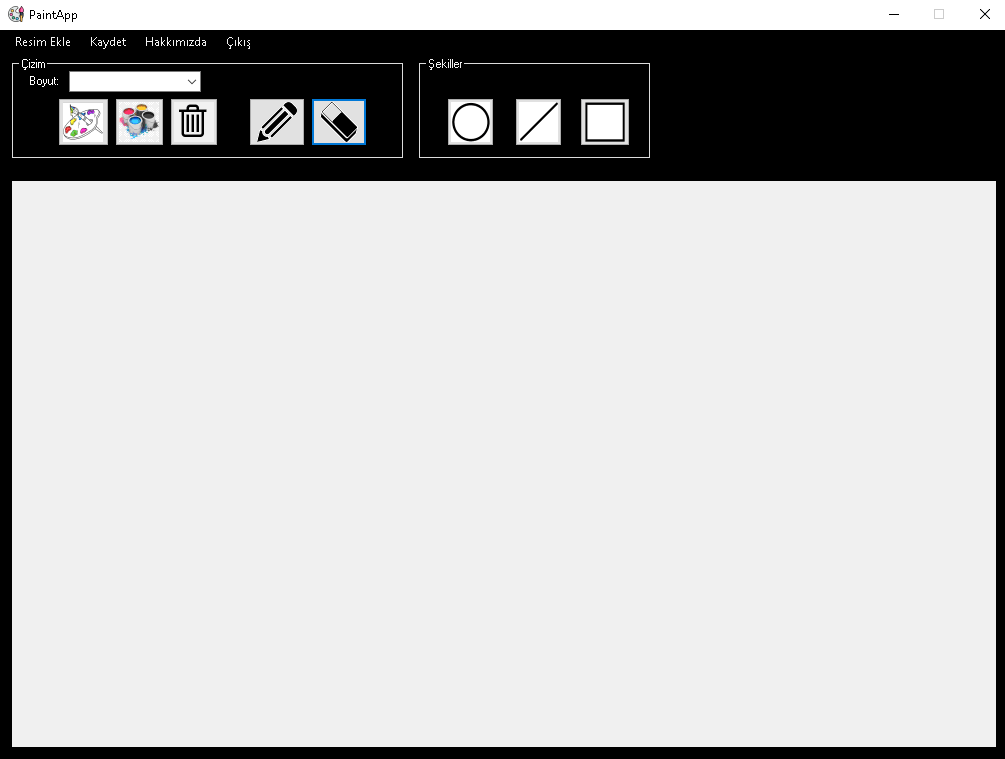 PaintApp
Resim Ekle Kaydet Hakkımızda Çıkış
Çizim
Şekiller
Boyut: